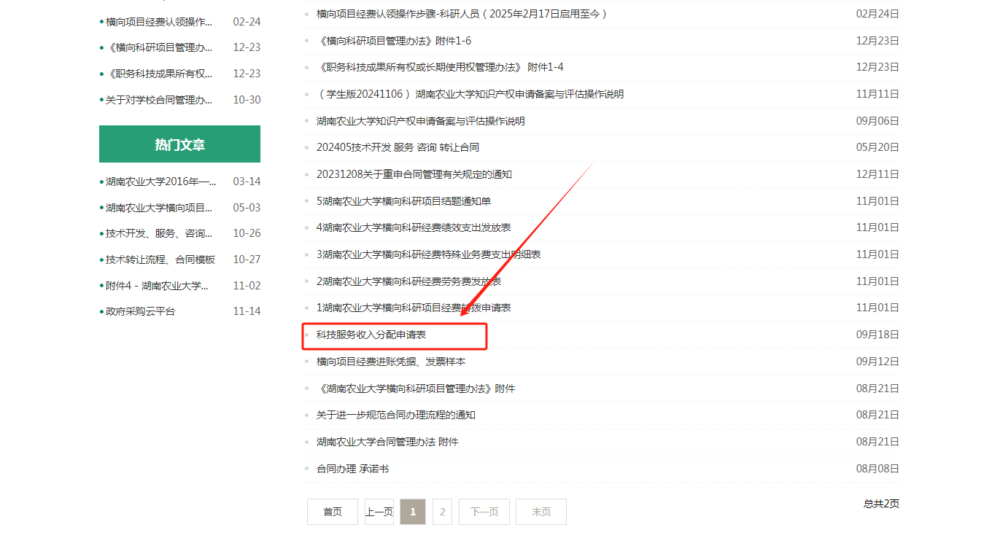 横向项目经费认领操作... 02-24
《横向科研项目管理办... 12-23
《职务科技成果所有权... 12-23
关于对学校合同管理办... 10-30
热门文章
湖南农业大学2016年—... 03-14
湖南农业大学横向项目... 05-03
技术开发、服务、咨询... 10-26
技术转让流程、合同模板 10-27
附件4 - 湖南农业大学... 11-02
政府采购云平台 11-14
横向项目经费认领操作步骤-科研人员（2025年2月17日启用至今） 02月24日
《横向科研项目管理办法》附件1-6 12月23日
《职务科技成果所有权或长期使用权管理办法》 附件1-4 12月23日
（学生版20241106） 湖南农业大学知识产权申请备案与评估操作说明 11月11日
湖南农业大学知识产权申请备案与评估操作说明 09月06日
202405技术开发 服务 咨询 转让合同 05月20日
20231208关于重申合同管理有关规定的通知 12月11日
5湖南农业大学横向科研项目结题通知单 11月01日
4湖南农业大学横向科研经费绩效支出发放表 11月01日
3湖南农业大学横向科研经费特殊业务费支出明细表 11月01日
2湖南农业大学横向科研经费劳务费发放表 11月01日
1湖南农业大学横向科研项目经费转拨申请表 11月01日
科技服务收入分配申请表 09月18日
横向项目经费进账凭据、发票样本 09月12日
《湖南农业大学横向科研项目管理办法》附件 08月21日
关于进一步规范合同办理流程的通知 08月21日
湖南农业大学合同管理办法 附件 08月21日
合同办理 承诺书 08月08日
首页 上一页 1 2 下一页 末页 总共2页